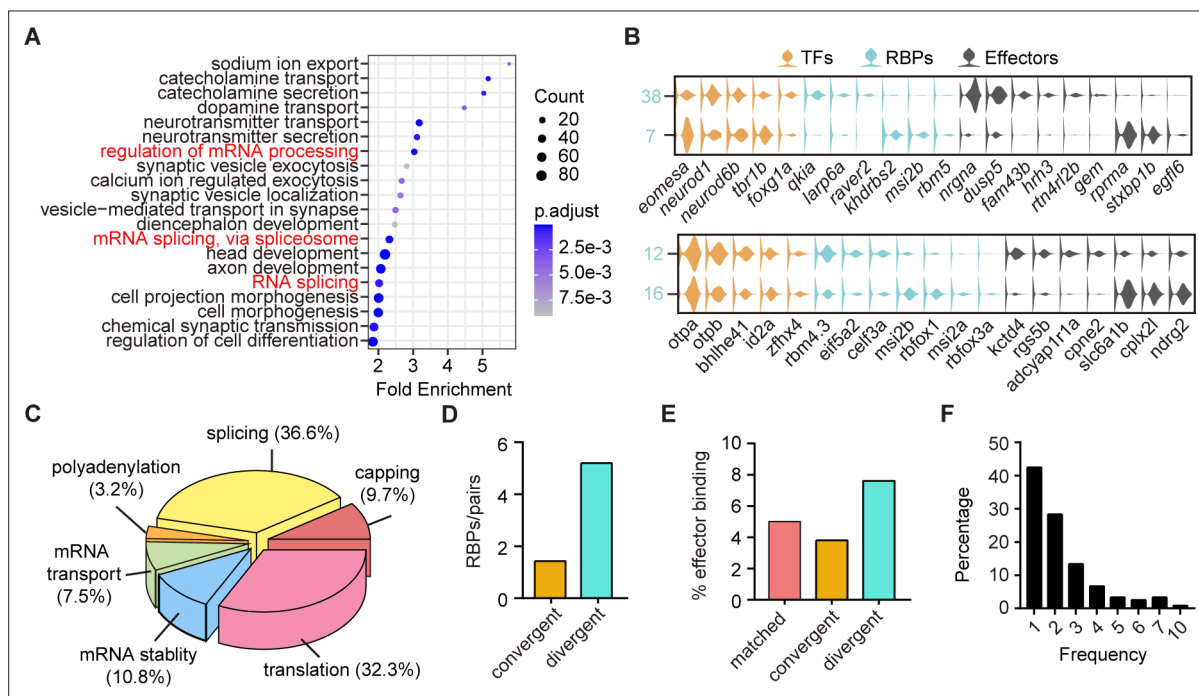 A
sodium ion export
catecholamine transport
catecholamine secretion
dopamine transport
neurotransmitter transport
neurotransmitter secretion
regulation of mRNA processing
synaptic vesicle exocytosis
calcium ion regulated exocytosis
synaptic vesicle localization
vesicle−mediated transport in synapse
diencephalon development
mRNA splicing, via spliceosome
head development
axon development
RNA splicing
cell projection morphogenesis
cell morphogenesis
chemical synaptic transmission
regulation of cell differentiation
2 3 5
Fold Enrichment
Count
20
40
60
80
p.adjust
2.5e-3
5.0e-3
7.5e-3
B
TFs RBPs Effectors
38
7
eomesa neurod1 neurod6b tbr1b foxg1a qkia larp6a raver2 khdrbs2 msi2b rbm5 nrgna dusp5 fam43b hrh3 rtn4rl2b gem rprma stxbp1b egfl6
12
16
otpa otpb bhlhe41 id2a zfhx4 rbm4.3 eif5a2 celf3a msi2b rbfox1 msi2a rbfox3a kctd4 rgs5b adcyap1r1a cpne2 slc6a1b cplx2l ndrg2
C
splicing (36.6%)
capping
(9.7%)
polyadenylation
(3.2%)
mRNA
transport
(7.5%)
mRNA stablity
(10.8%)
translation (32.3%)
D
RBPs/pairs
6
4
2
0
convergent divergent
E
% effector binding
10
8
6
4
2
0
matched convergent divergent
F
Percentage
50
40
30
20
10
0
1 2 3 4 5 6 7 10
Frequency